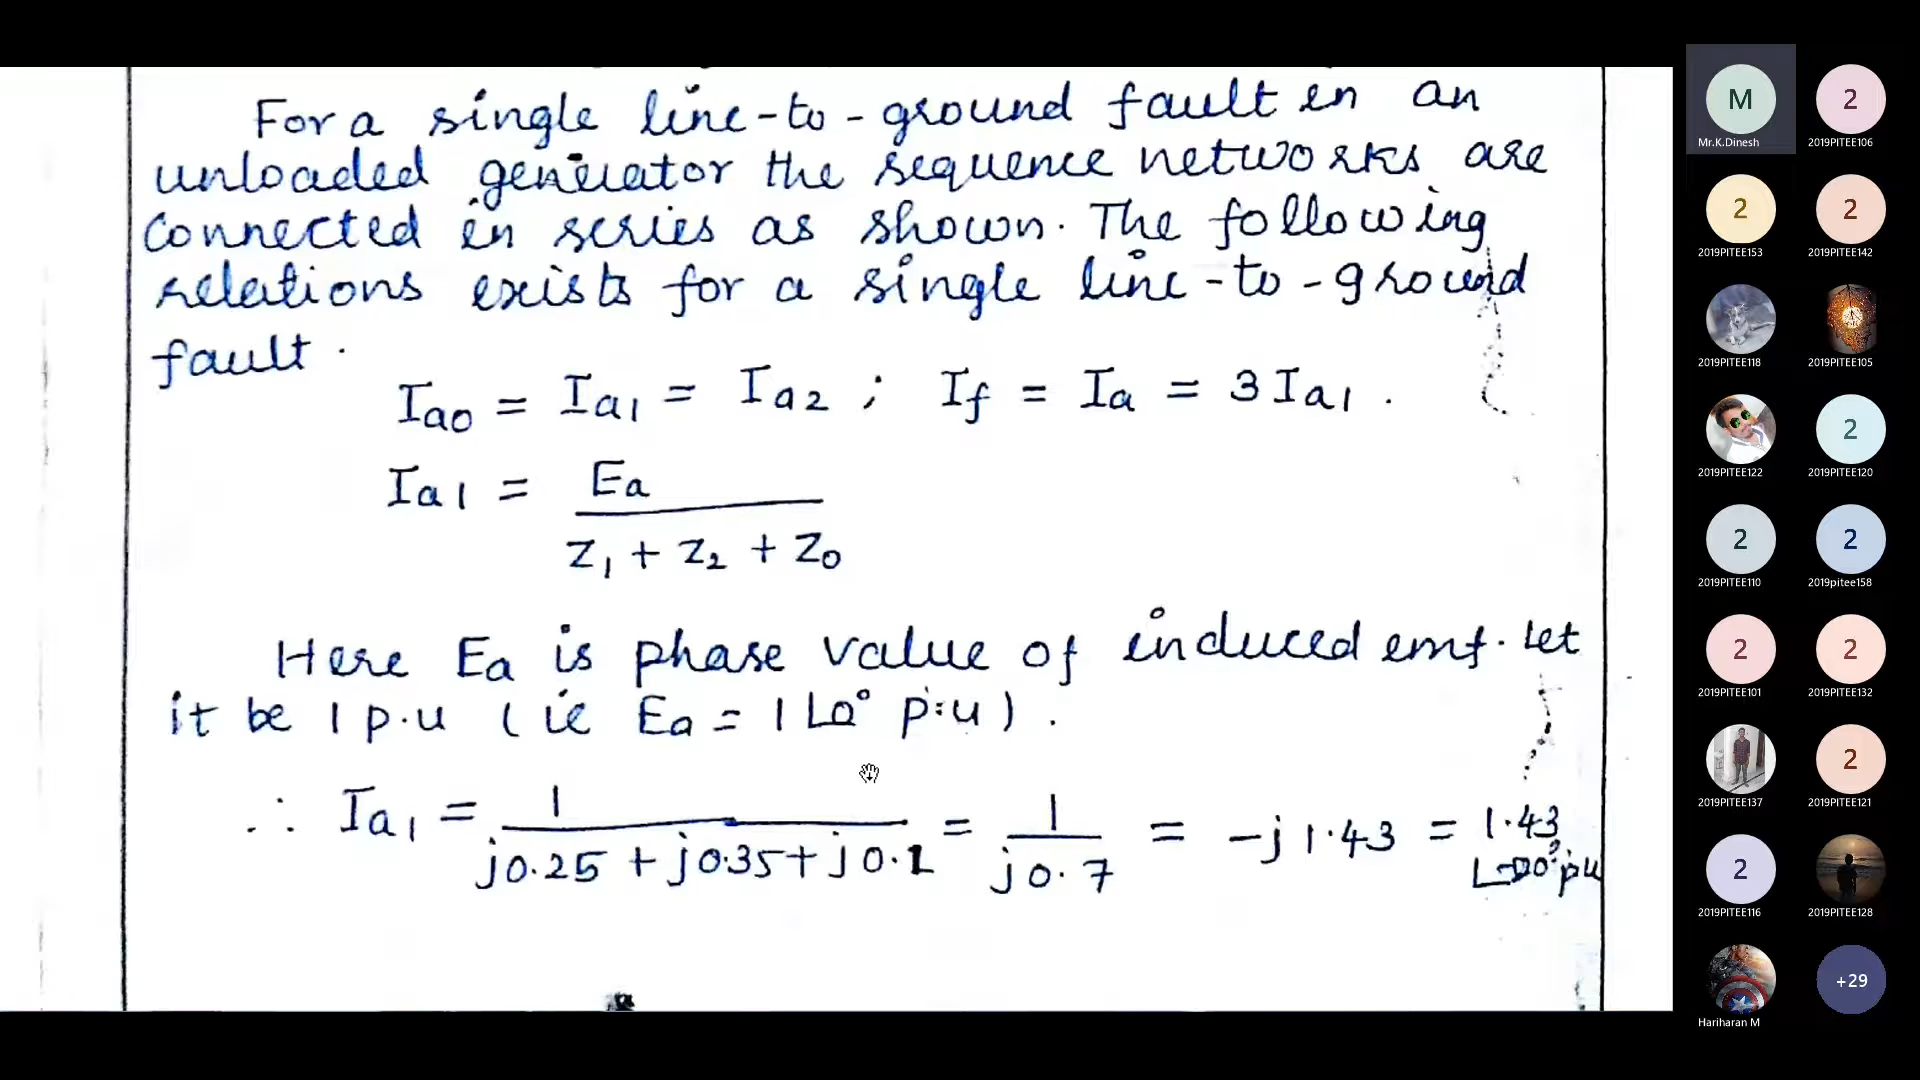 For a single line-to-ground fault in an
unloaded generator the sequence networks are
connected in series as shown. The following
relations exists for a single line-to-ground
fault.
Ia0 = Ia1 = Ia2 ; If = Ia = 3Ia1 .
Ia1 = Ea
Z1 + Z2 + Z0
Here Ea is phase value of induced emf. Let
it be 1 p.u (ie Ea = 1∠0° p.u) .
∴ Ia1 = 1 / j0.25 + j0.35 + j0.1 = 1 / j0.7 = -j1.43 = 1.43
∠-90° pu
M
Mr.K.Dinesh
2
2019PITEE106
2
2019PITEE153
2
2019PITEE142
2019PITEE118
2019PITEE105
2019PITEE122
2
2019PITEE120
2
2019PITEE110
2
2019pitee158
2
2019PITEE101
2
2019PITEE132
2019PITEE137
2
2019PITEE121
2
2019PITEE116
2019PITEE128
Hariharan M
+29